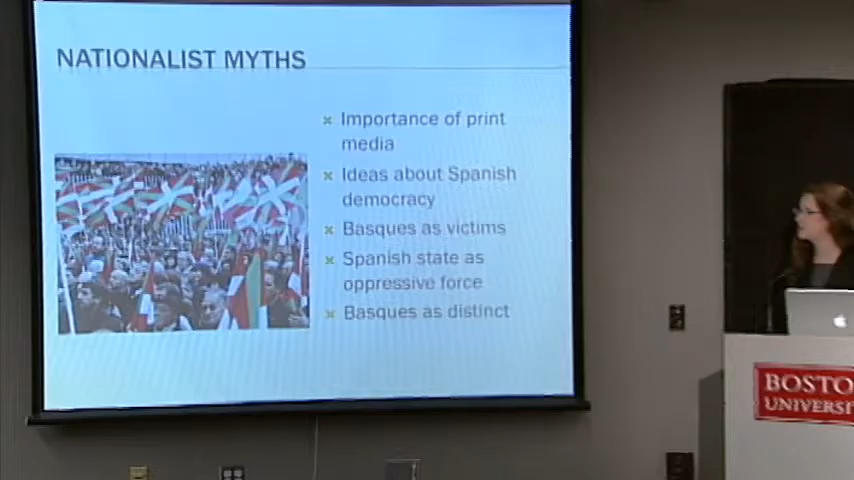 NATIONALIST MYTHS
Importance of print
media
Ideas about Spanish
democracy
Basques as victims
Spanish state as
oppressive force
Basques as distinct
BOSTO
UNIVERSI